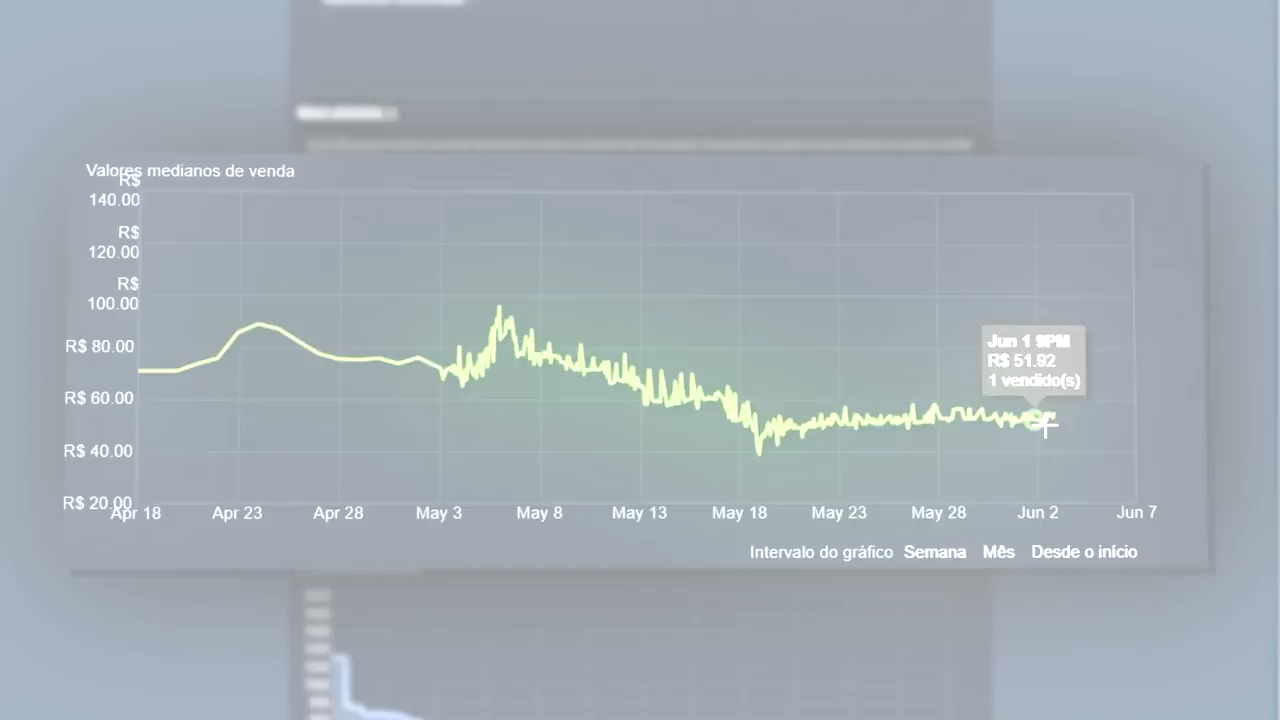 Valores medianos de venda
R$
140.00
R$
120.00
R$
100.00
R$ 80.00
R$ 60.00
R$ 40.00
R$ 20.00
Jun 1 9PM
R$ 51.92
1 vendido(s)
Apr 18 Apr 23 Apr 28 May 3 May 8 May 13 May 18 May 23 May 28 Jun 2 Jun 7
Intervalo do gráfico Semana Mês Desde o início